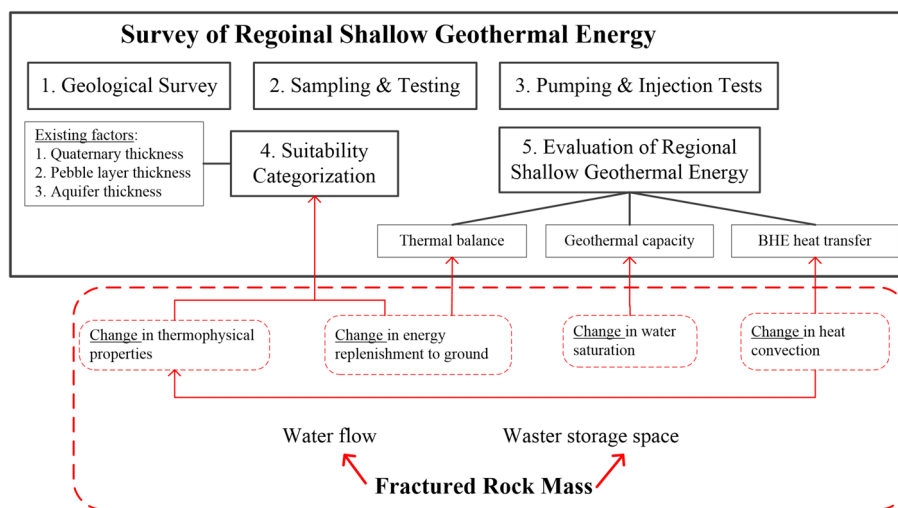 Survey of Regoinal Shallow Geothermal Energy
1. Geological Survey
2. Sampling & Testing
3. Pumping & Injection Tests
Existing factors:
1. Quaternary thickness
2. Pebble layer thickness
3. Aquifer thickness
4. Suitability
Categorization
5. Evaluation of Regional
Shallow Geothermal Energy
Thermal balance
Geothermal capacity
BHE heat transfer
Change in thermophysical
properties
Change in energy
replenishment to ground
Change in water
saturation
Change in heat
convection
Water flow
Waster storage space
Fractured Rock Mass